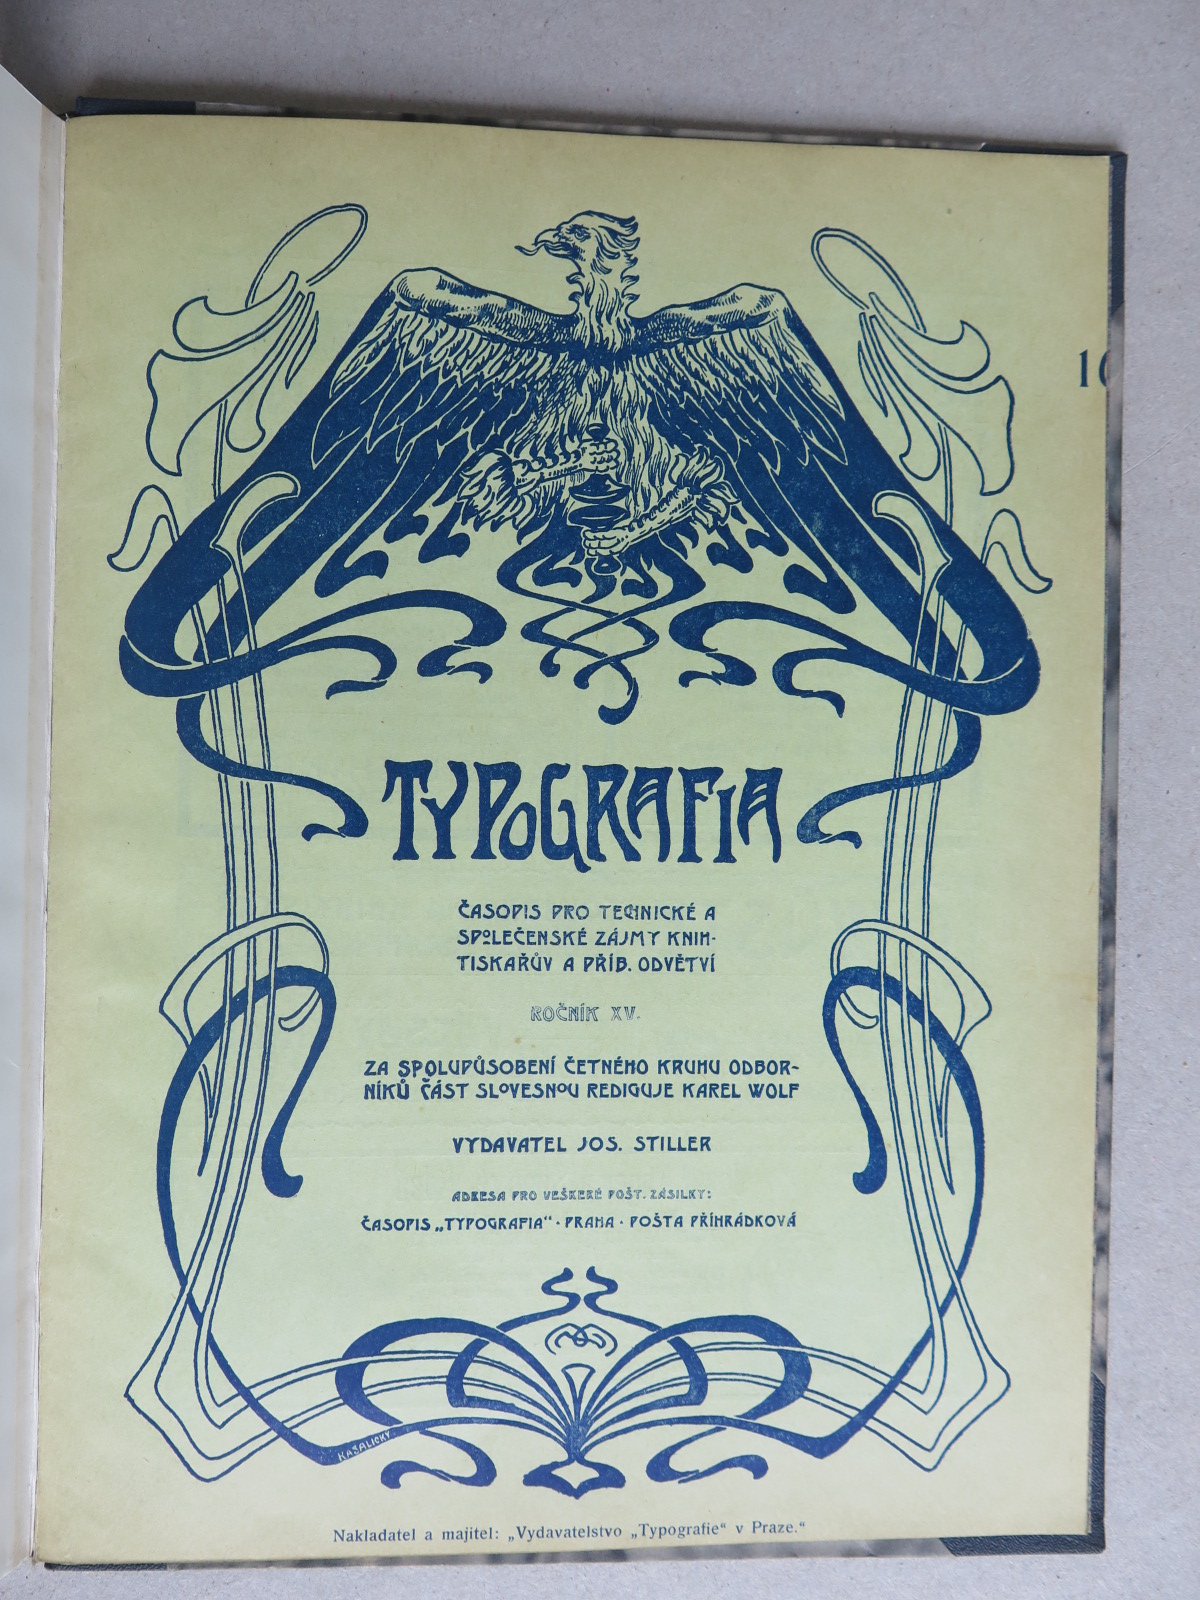 10
TYPOGRAFIA
ČASOPIS PRO TECHNICKÉ A
SPOLEČENSKÉ ZÁJMY KNIH-
TISKAŘŮV A PŘÍB. ODVĚTVÍ
ROČNÍK XV.
ZA SPOLUPŮSOBENÍ ČETNÉHO KRUHU ODBOR-
NÍKŮ ČÁST SLOVESNOU REDIGUJE KAREL WOLF
VYDAVATEL JOS. STILLER
ADRESA PRO VEŠKERÉ POŠT. ZÁSILKY:
ČASOPIS „TYPOGRAFIA“ · PRAHA · POŠTA PŘÍHRÁDKOVÁ
KAŠALICKÝ
Nakladatel a majitel: „Vydavatelstvo „Typografie“ v Praze.“